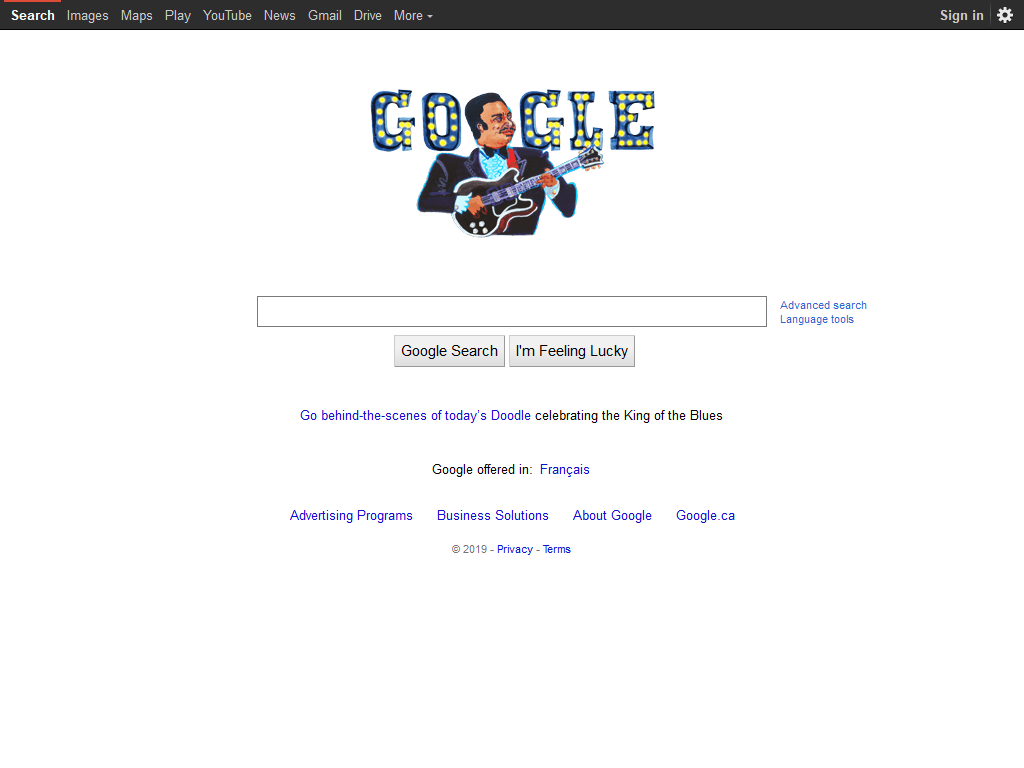 Search Images Maps Play YouTube News Gmail Drive More Sign in
GOOGLE
Advanced search
Language tools
Google Search I'm Feeling Lucky
Go behind-the-scenes of today's Doodle celebrating the King of the Blues
Google offered in: Français
Advertising Programs Business Solutions About Google Google.ca
© 2019 - Privacy - Terms